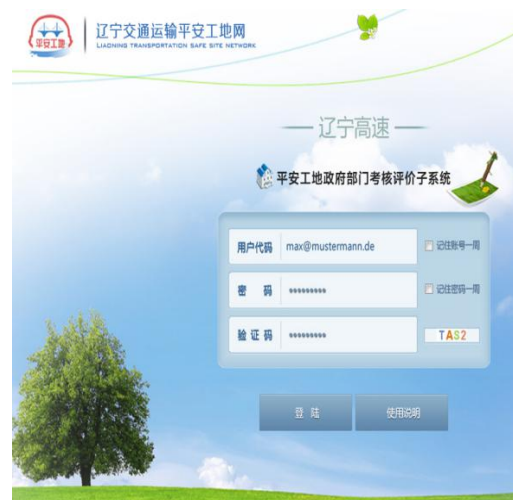 平安工地
辽宁交通运输平安工地网
LIAONING TRANSPORTATION SAFE SITE NETWORK
辽宁高速
平安工地政府部门考核评价子系统
用户代码 max@mustermann.de 记住账号一周
密 码 ********* 记住密码一周
验 证 码 ********* TAS2
登 陆 使用说明